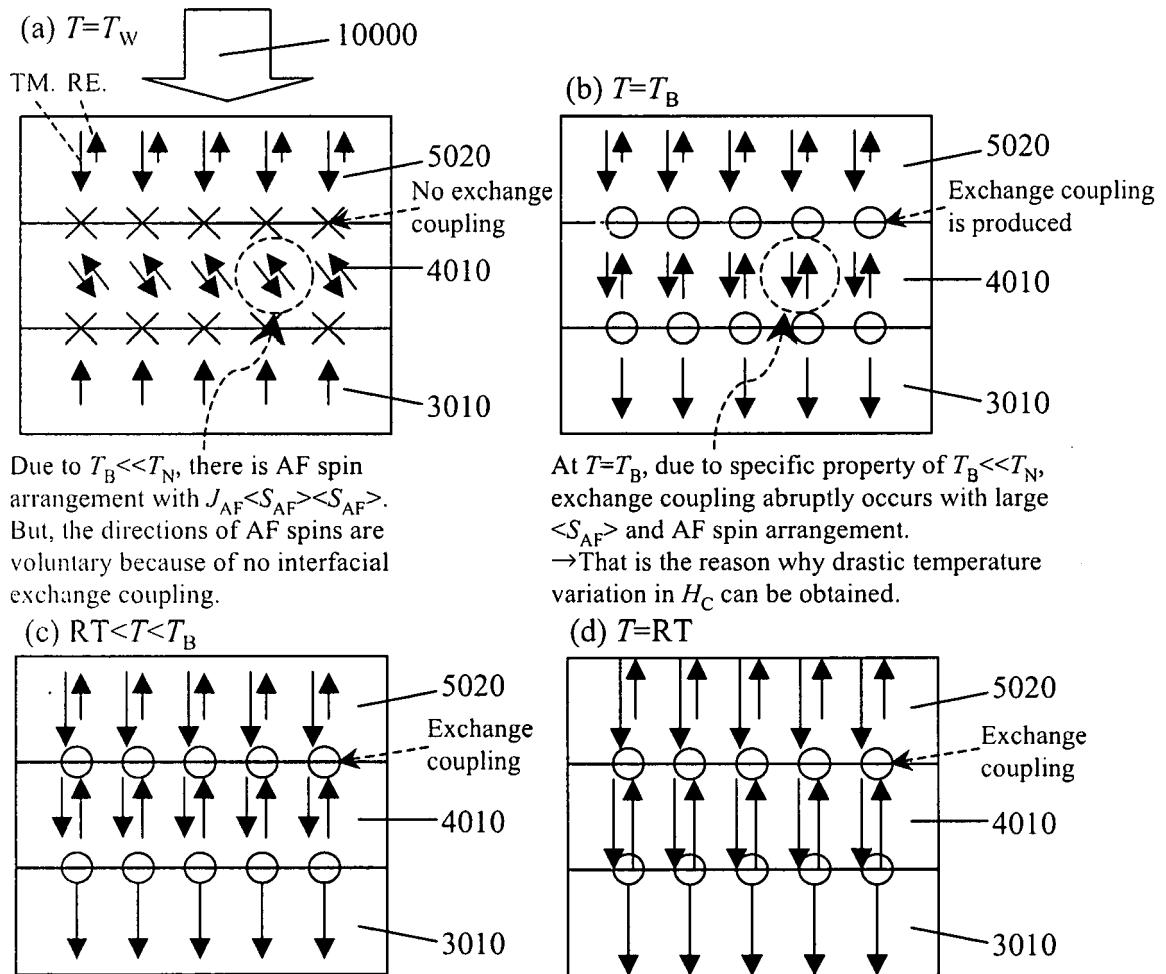 (a) T=T_W
10000
TM. RE.
5020
No exchange
coupling
4010
3010
Due to T_B<<T_N, there is AF spin
arrangement with J_AF<S_AF><S_AF>.
But, the directions of AF spins are
voluntary because of no interfacial
exchange coupling.
(b) T=T_B
5020
Exchange coupling
is produced
4010
3010
At T=T_B, due to specific property of T_B<<T_N,
exchange coupling abruptly occurs with large
<S_AF> and AF spin arrangement.
→That is the reason why drastic temperature
variation in H_C can be obtained.
(c) RT<T<T_B
5020
Exchange
coupling
4010
3010
(d) T=RT
5020
Exchange
coupling
4010
3010